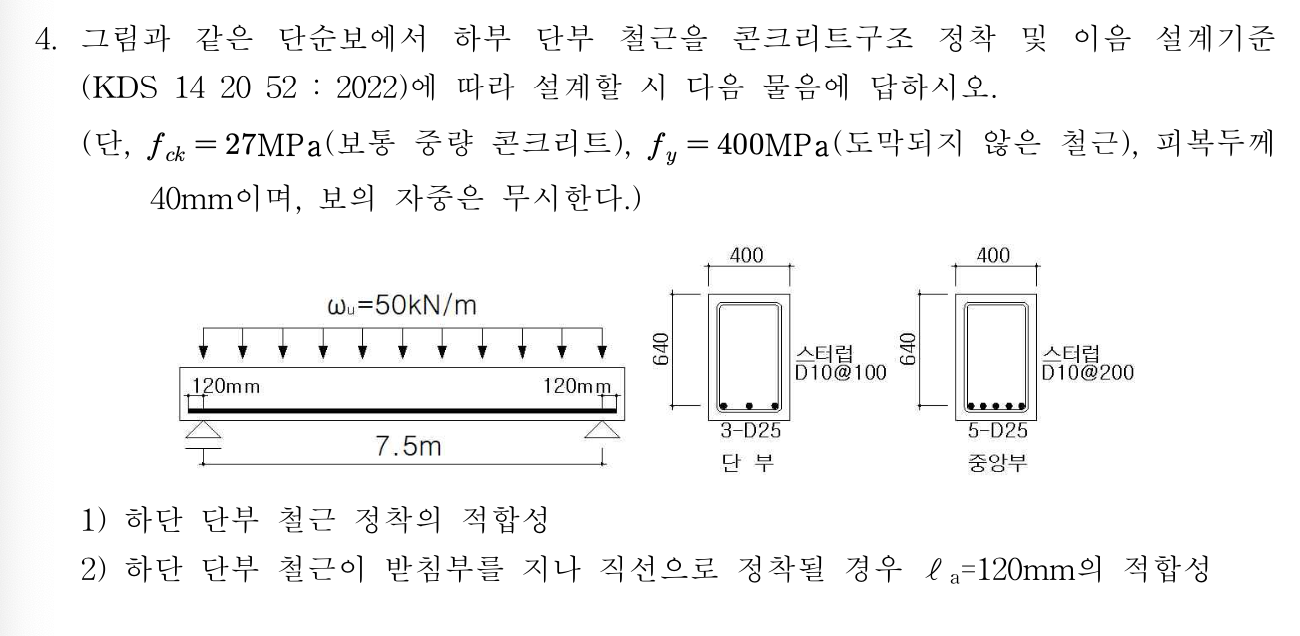 4. 그림과 같은 단순보에서 하부 단부 철근을 콘크리트구조 정착 및 이음 설계기준
(KDS 14 20 52 : 2022)에 따라 설계할 시 다음 물음에 답하시오.
(단, f_ck = 27MPa(보통 중량 콘크리트), f_y = 400MPa(도막되지 않은 철근), 피복두께
40mm이며, 보의 자중은 무시한다.)
400 400
ωu=50kN/m
640 640
스터럽 스터럽
120mm 120mm D10@100 D10@200
3-D25 5-D25
7.5m
단 부 중앙부
1) 하단 단부 철근 정착의 적합성
2) 하단 단부 철근이 받침부를 지나 직선으로 정착될 경우 ℓa=120mm의 적합성